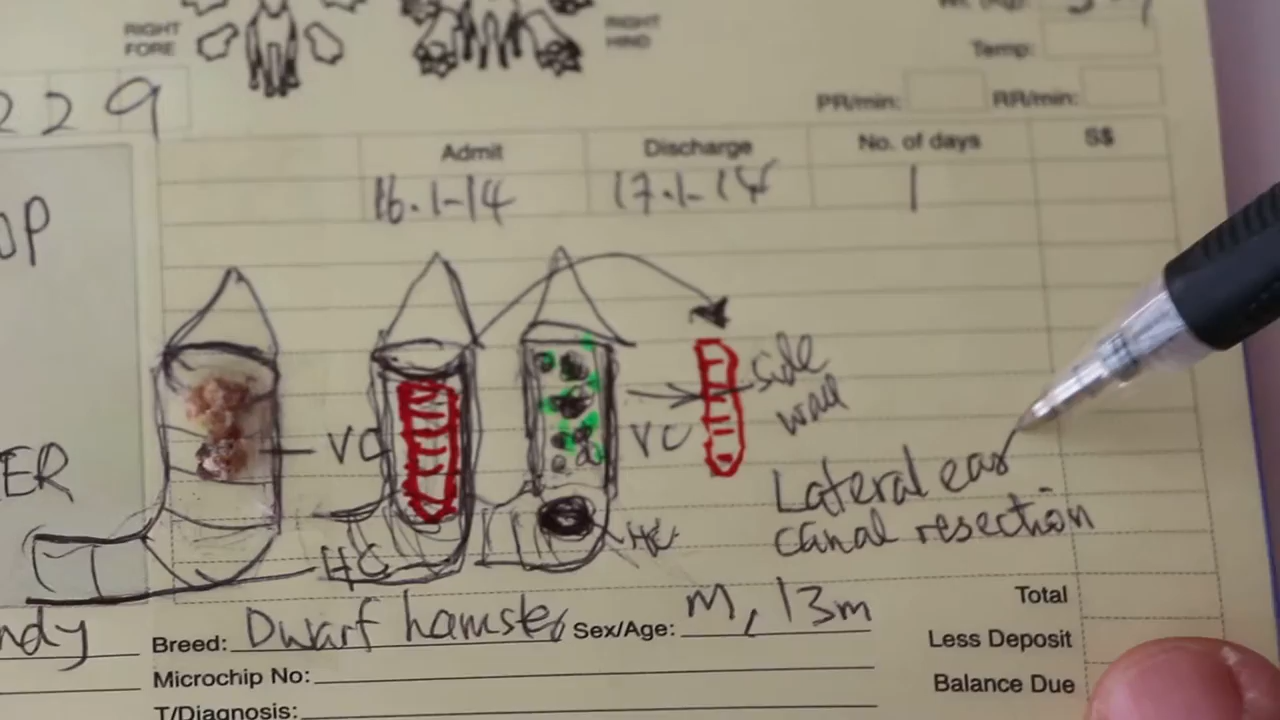 RIGHT FORE
RIGHT HIND
Temp:
PR/min: RR/min:
229
Admit Discharge No. of days S$
16.1-14 17.1-14 1
OP
VC
VC
side wall
ER
Lateral ear
canal resection
HC
HC
Total
Breed: Dwarf hamster Sex/Age: M, 13m
Less Deposit
Microchip No:
Balance Due
T/Diagnosis: